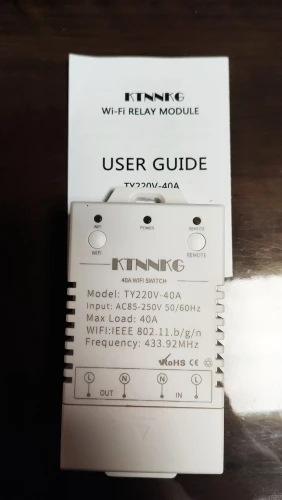 KTNNKG
Wi-Fi RELAY MODULE
USER GUIDE
TY220V-40A
WIFI POWER REMOTE
WIFI REMOTE
KTNNKG
40A WIFI SWITCH
Model: TY220V-40A
Input: AC85-250V 50/60Hz
Max Load: 40A
WIFI:IEEE 802.11.b/g/n
Frequency: 433.92MHz
RoHS CE
L N N L
OUT IN